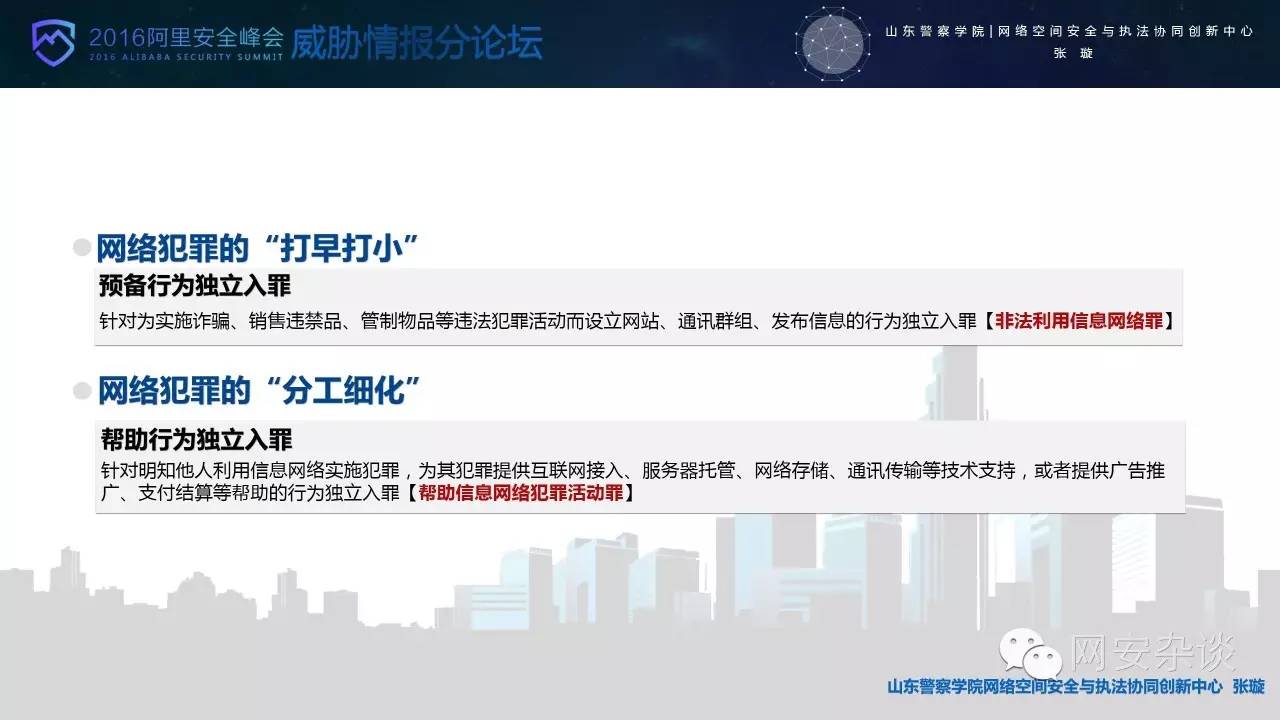 2016阿里安全峰会 威胁情报分论坛
2016 ALIBABA SECURITY SUMMIT
山东警察学院|网络空间安全与执法协同创新中心
张 璇
网络犯罪的“打早打小”
预备行为独立入罪
针对为实施诈骗、销售违禁品、管制物品等违法犯罪活动而设立网站、通讯群组、发布信息的行为独立入罪【非法利用信息网络罪】
网络犯罪的“分工细化”
帮助行为独立入罪
针对明知他人利用信息网络实施犯罪，为其犯罪提供互联网接入、服务器托管、网络存储、通讯传输等技术支持，或者提供广告推
广、支付结算等帮助的行为独立入罪【帮助信息网络犯罪活动罪】
网安杂谈
山东警察学院网络空间安全与执法协同创新中心 张璇